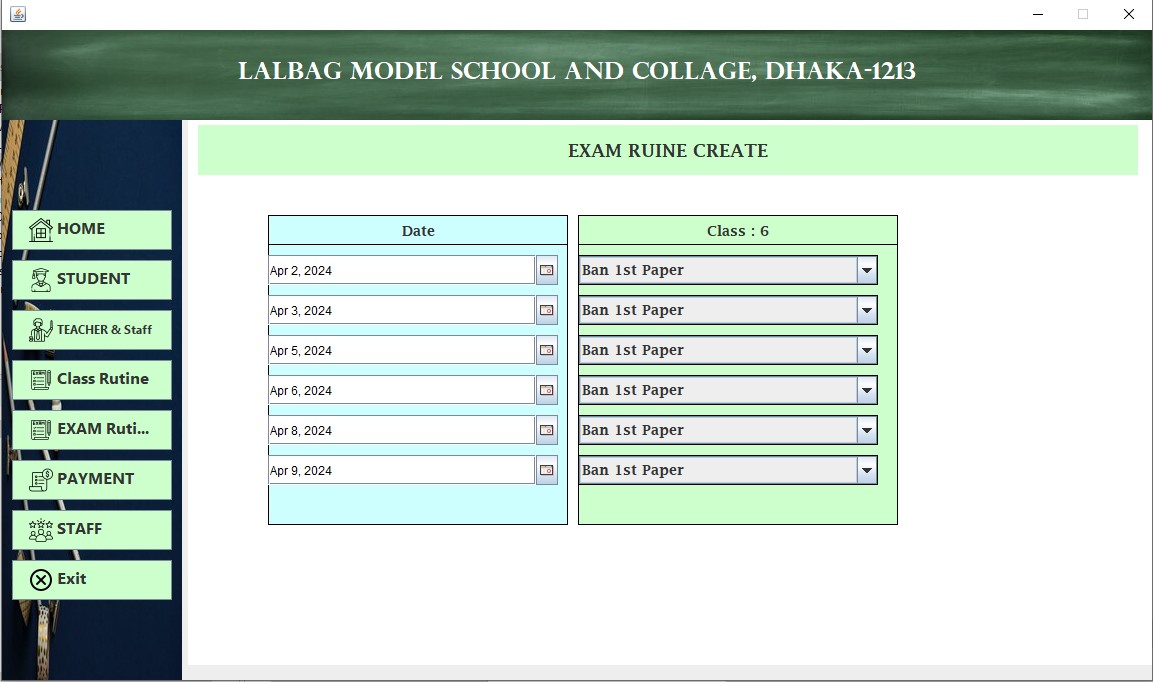 LALBAG MODEL SCHOOL AND COLLAGE, DHAKA-1213
EXAM RUINE CREATE
HOME
STUDENT
TEACHER & Staff
Class Rutine
EXAM Ruti...
PAYMENT
STAFF
Exit
Date
Class : 6
Apr 2, 2024
Ban 1st Paper
Apr 3, 2024
Ban 1st Paper
Apr 5, 2024
Ban 1st Paper
Apr 6, 2024
Ban 1st Paper
Apr 8, 2024
Ban 1st Paper
Apr 9, 2024
Ban 1st Paper